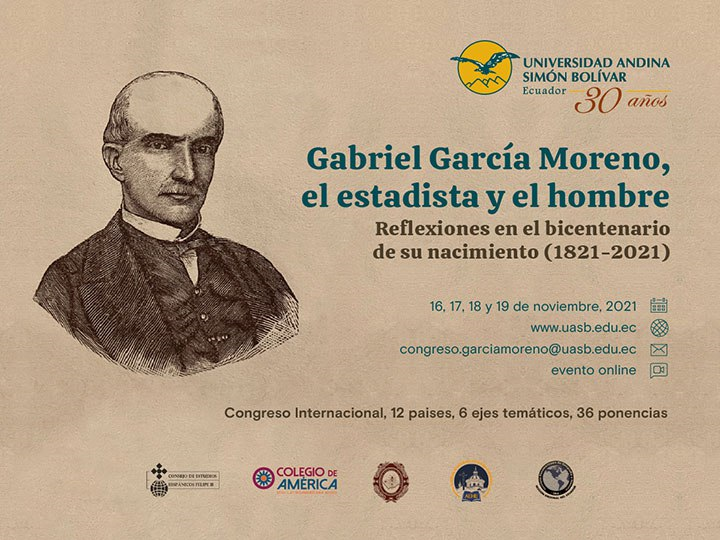 UNIVERSIDAD ANDINA
SIMÓN BOLÍVAR
Ecuador
30 años
Gabriel García Moreno,
el estadista y el hombre
Reflexiones en el bicentenario
de su nacimiento (1821-2021)
16, 17, 18 y 19 de noviembre, 2021
www.uasb.edu.ec
congreso.garciamoreno@uasb.edu.ec
evento online
Congreso Internacional, 12 paises, 6 ejes temáticos, 36 ponencias
CONSEJO DE ESTUDIOS
HISPÁNICOS FELIPE II
COLEGIO DE
AMÉRICA